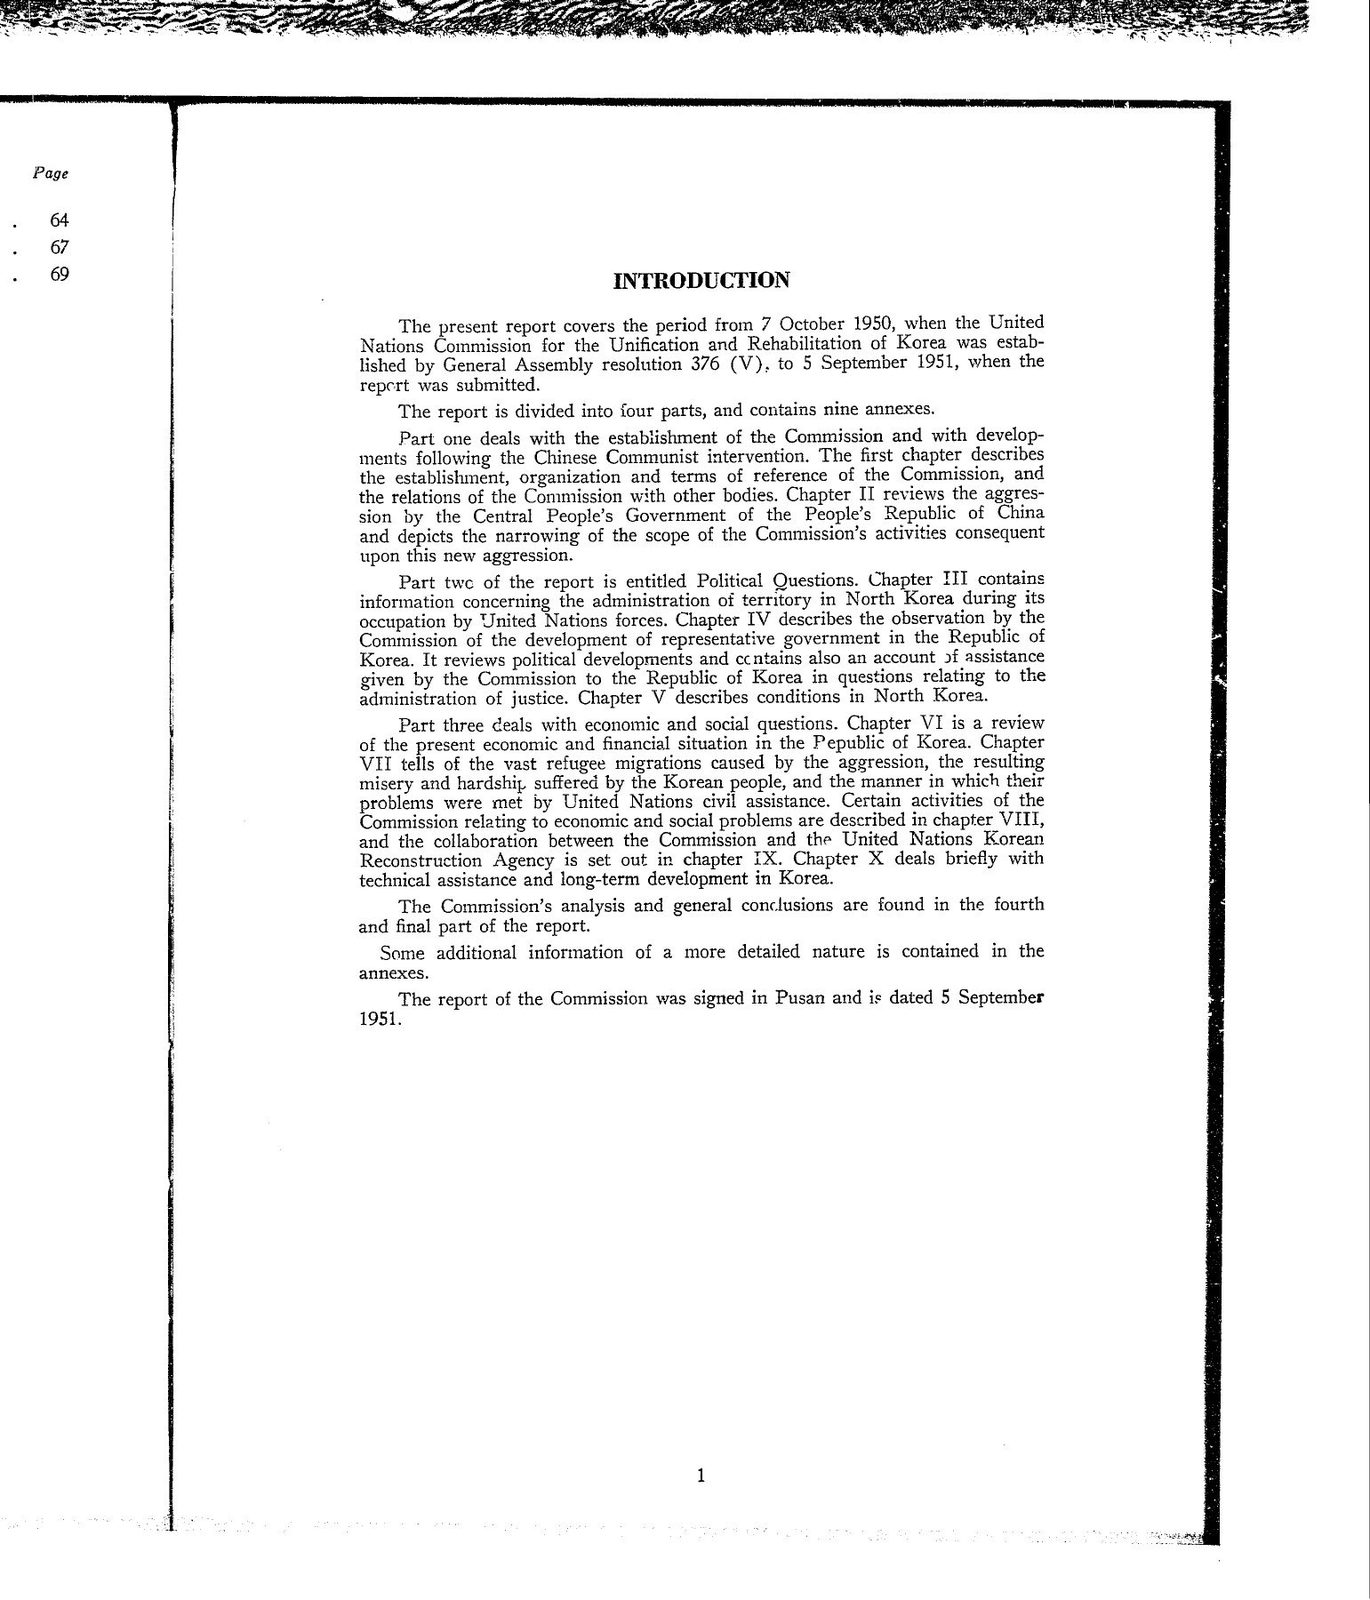 Page
. 64
. 67
. 69
INTRODUCTION
The present report covers the period from 7 October 1950, when the United
Nations Commission for the Unification and Rehabilitation of Korea was estab-
lished by General Assembly resolution 376 (V), to 5 September 1951, when the
report was submitted.
The report is divided into four parts, and contains nine annexes.
Part one deals with the establishment of the Commission and with develop-
ments following the Chinese Communist intervention. The first chapter describes
the establishment, organization and terms of reference of the Commission, and
the relations of the Commission with other bodies. Chapter II reviews the aggres-
sion by the Central People's Government of the People's Republic of China
and depicts the narrowing of the scope of the Commission's activities consequent
upon this new aggression.
Part two of the report is entitled Political Questions. Chapter III contains
information concerning the administration of territory in North Korea during its
occupation by United Nations forces. Chapter IV describes the observation by the
Commission of the development of representative government in the Republic of
Korea. It reviews political developments and contains also an account of assistance
given by the Commission to the Republic of Korea in questions relating to the
administration of justice. Chapter V describes conditions in North Korea.
Part three deals with economic and social questions. Chapter VI is a review
of the present economic and financial situation in the Republic of Korea. Chapter
VII tells of the vast refugee migrations caused by the aggression, the resulting
misery and hardship suffered by the Korean people, and the manner in which their
problems were met by United Nations civil assistance. Certain activities of the
Commission relating to economic and social problems are described in chapter VIII,
and the collaboration between the Commission and the United Nations Korean
Reconstruction Agency is set out in chapter IX. Chapter X deals briefly with
technical assistance and long-term development in Korea.
The Commission's analysis and general conclusions are found in the fourth
and final part of the report.
Some additional information of a more detailed nature is contained in the
annexes.
The report of the Commission was signed in Pusan and is dated 5 September
1951.
1